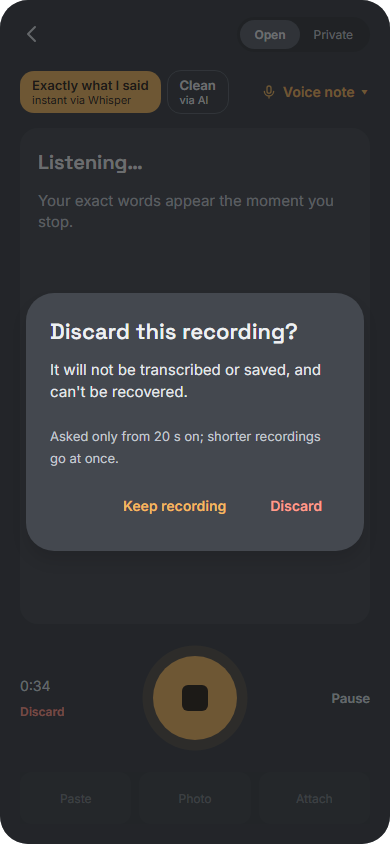 Open Private
Exactly what I said
instant via Whisper
Clean
via AI
Voice note
Listening...
Your exact words appear the moment you
stop.
Discard this recording?
It will not be transcribed or saved, and
can't be recovered.
Asked only from 20 s on; shorter recordings
go at once.
Keep recording Discard
0:34
Discard
Pause
Paste Photo Attach